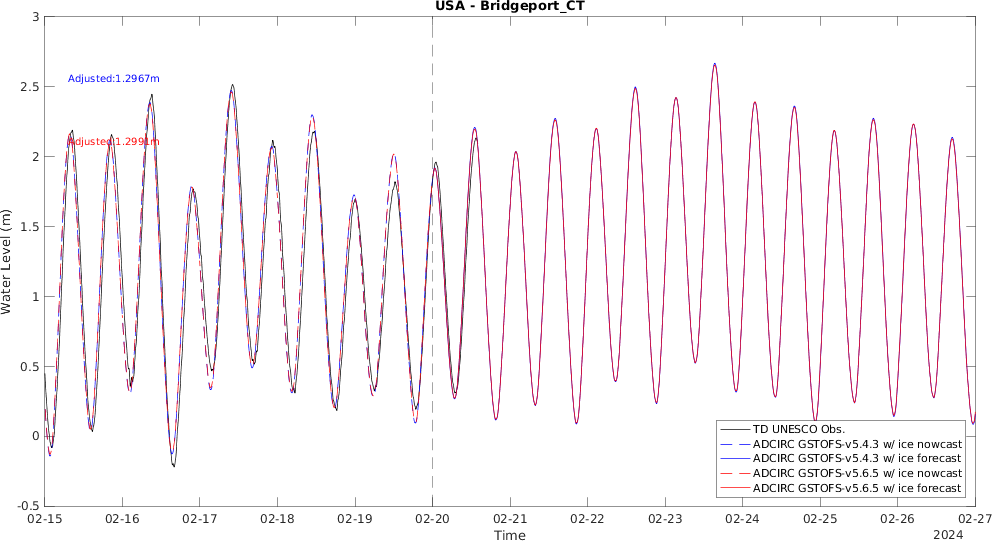 USA - Bridgeport_CT
3
2.5
2
1.5
1
0.5
0
-0.5
Water Level (m)
Adjusted:1.2967m
Adjusted:1.2991m
TD UNESCO Obs.
ADCIRC GSTOFS-v5.4.3 w/ ice nowcast
ADCIRC GSTOFS-v5.4.3 w/ ice forecast
ADCIRC GSTOFS-v5.6.5 w/ ice nowcast
ADCIRC GSTOFS-v5.6.5 w/ ice forecast
02-15 02-16 02-17 02-18 02-19 02-20 02-21 02-22 02-23 02-24 02-25 02-26 02-27
Time
2024